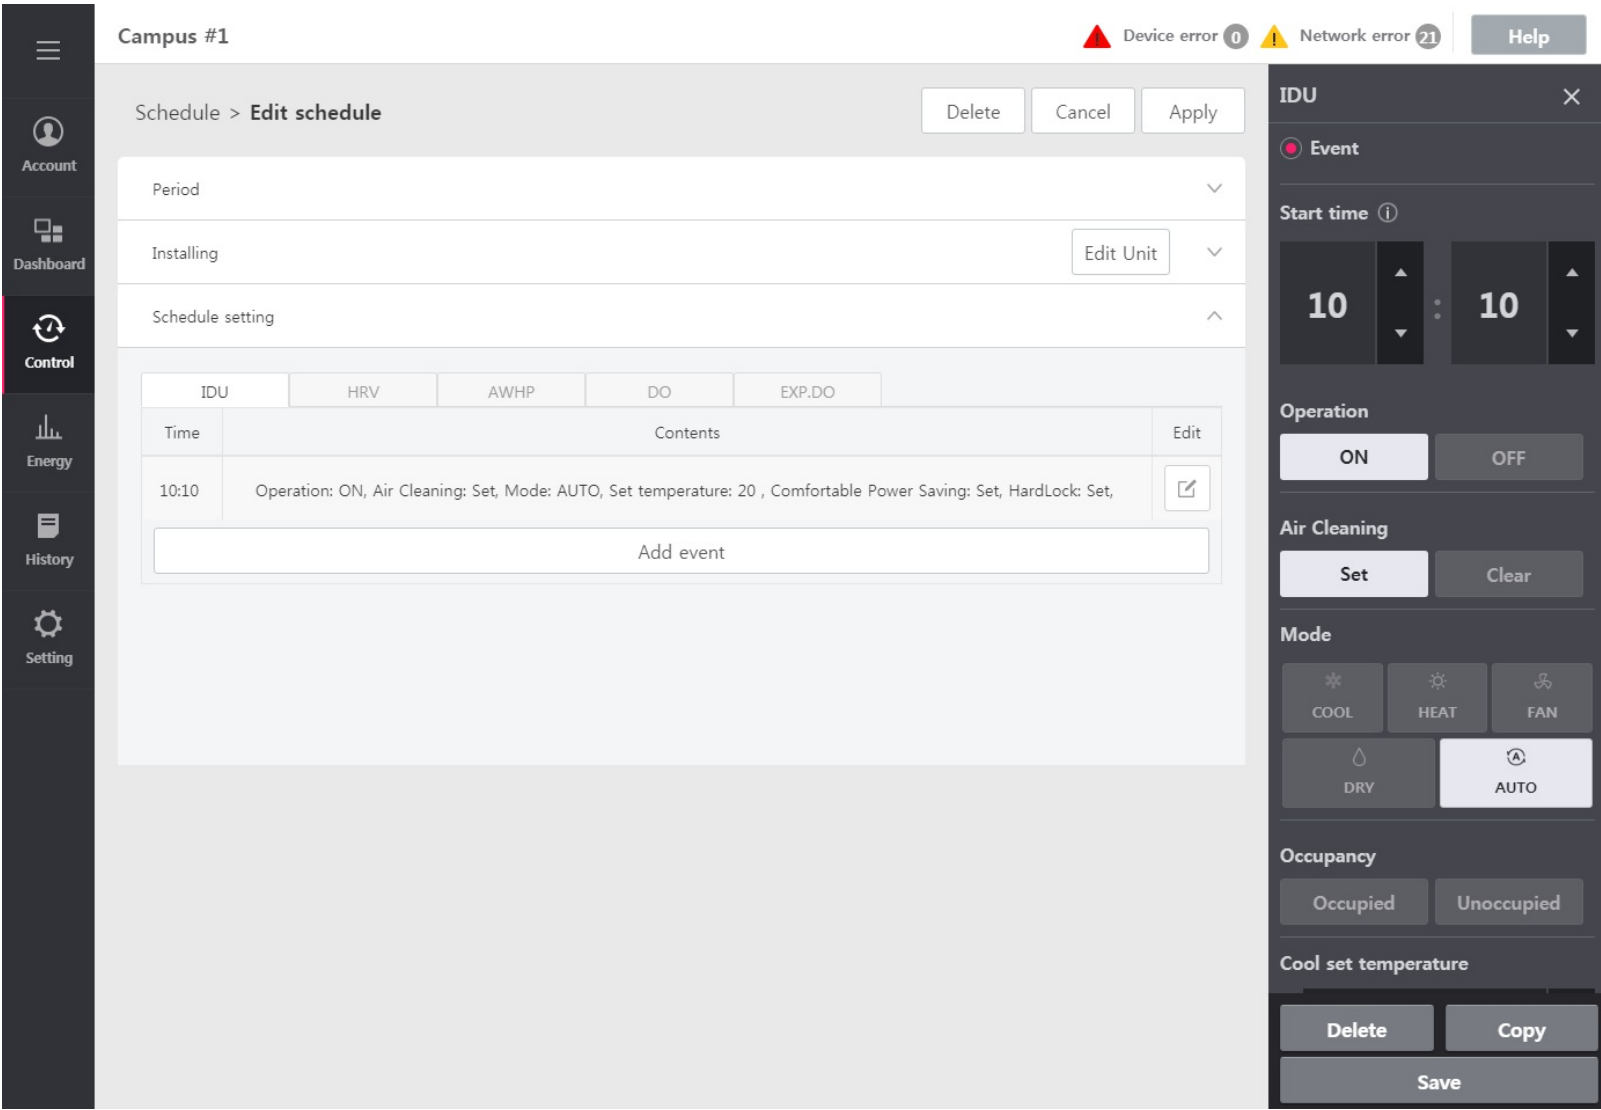 Campus #1
Device error 0
Network error 21
Help
Account
Dashboard
Control
Energy
History
Setting
Schedule > Edit schedule
Delete
Cancel
Apply
Period
Installing
Edit Unit
Schedule setting
IDU
HRV
AWHP
DO
EXP.DO
Time
Contents
Edit
10:10
Operation: ON, Air Cleaning: Set, Mode: AUTO, Set temperature: 20 , Comfortable Power Saving: Set, HardLock: Set,
Add event
IDU
Event
Start time
10 : 10
Operation
ON
OFF
Air Cleaning
Set
Clear
Mode
COOL
HEAT
FAN
DRY
AUTO
Occupancy
Occupied
Unoccupied
Cool set temperature
Delete
Copy
Save